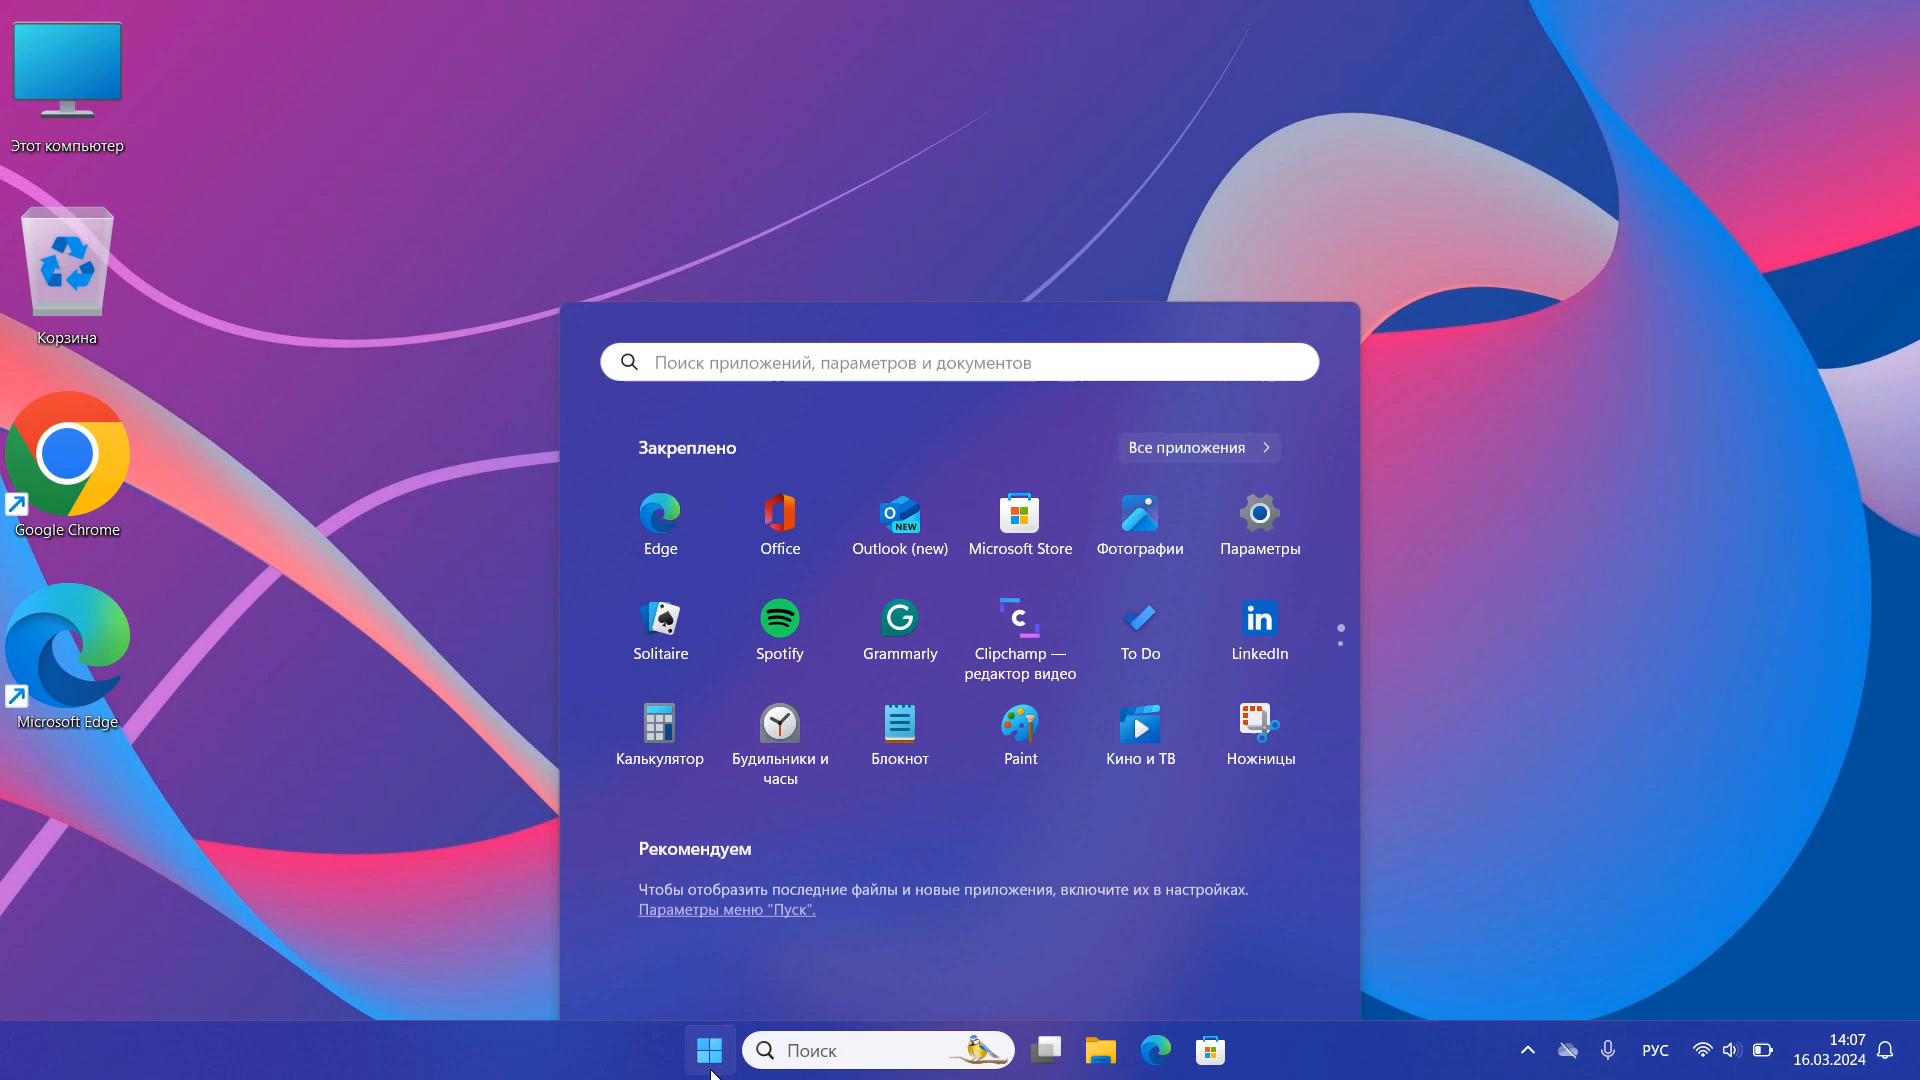 Этот компьютер
Корзина
Google Chrome
Microsoft Edge
Поиск приложений, параметров и документов
Закреплено
Все приложения
Edge
Office
NEW
Outlook (new)
Microsoft Store
Фотографии
Параметры
Solitaire
Spotify
Grammarly
Clipchamp —
редактор видео
To Do
in
LinkedIn
Калькулятор
Будильники и
часы
Блокнот
Paint
Кино и ТВ
Ножницы
Рекомендуем
Чтобы отобразить последние файлы и новые приложения, включите их в настройках.
Параметры меню "Пуск".
Поиск
РУС
14:07
16.03.2024